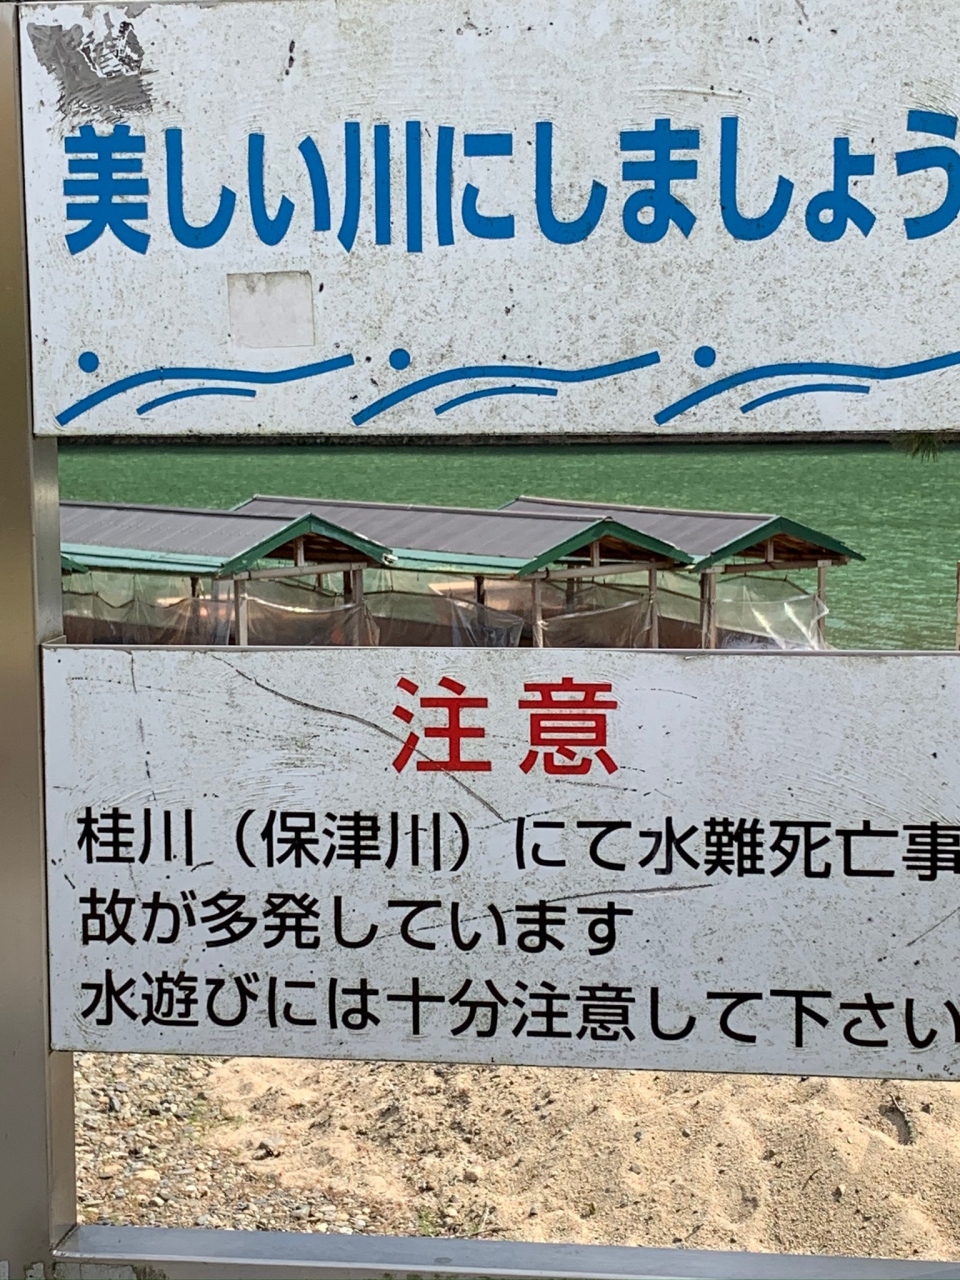 美しい川にしましょう
注意
桂川（保津川）にて水難死亡事
故が多発しています
水遊びには十分注意して下さい